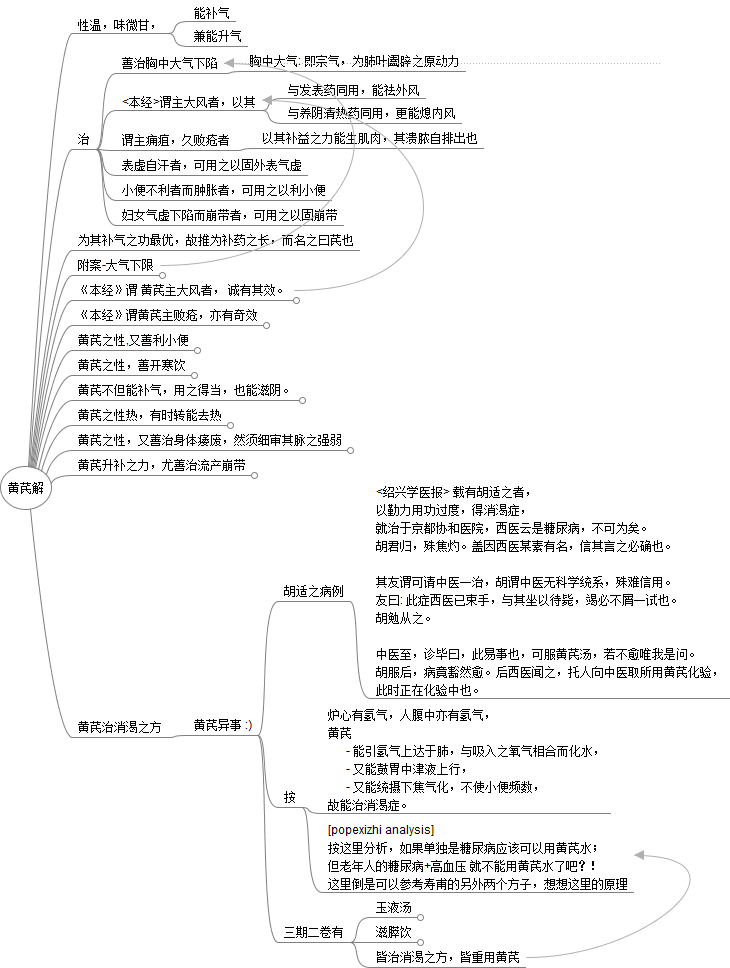 性温，味微甘，
能补气
兼能升气
治
善治胸中大气下陷
胸中大气: 即宗气，为肺叶阖辟之原动力
<本经>谓主大风者，以其
与发表药同用，能祛外风
与养阴清热药同用，更能熄内风
谓主痈疽，久败疮者
以其补益之力能生肌肉，其溃脓自排出也
表虚自汗者，可用之以固外表气虚
小便不利者而肿胀者，可用之以利小便
妇女气虚下陷而崩带者，可用之以固崩带
为其补气之功最优，故推为补药之长，而名之曰芪也
附案-大气下限
《本经》谓 黄芪主大风者， 诚有其效。
《本经》谓黄芪主败疮，亦有奇效
黄芪之性,又善利小便
黄芪之性，善开寒饮
黄芪不但能补气，用之得当，也能滋阴。
黄芪之性热，有时转能去热
黄芪之性，又善治身体痿废，然须细审其脉之强弱
黄芪升补之力，尤善治流产崩带
黄芪解
黄芪治消渴之方
黄芪异事 :)
胡适之病例
<绍兴学医报> 载有胡适之者，
以勤力用功过度，得消渴症，
就治于京都协和医院，西医云是糖尿病，不可为矣。
胡君归，殊焦灼。盖因西医某素有名，信其言之必确也。
其友谓可请中医一治，胡谓中医无科学统系，殊难信用。
友曰: 此症西医已束手，与其坐以待毙，竭必不屑一试也。
胡勉从之。
中医至，诊毕曰，此易事也，可服黄芪汤，若不愈唯我是问。
胡服后，病竟豁然愈。后西医闻之，托人向中医取所用黄芪化验，
此时正在化验中也。
按
炉心有氢气，人腹中亦有氢气，
黄芪
- 能引氢气上达于肺，与吸入之氧气相合而化水，
- 又能鼓胃中津液上行，
- 又能统摄下焦气化，不使小便频数，
故能治消渴症。
[popexizhi analysis]
按这里分析，如果单独是糖尿病应该可以用黄芪水；
但老年人的糖尿病+高血压 就不能用黄芪水了吧？！
这里倒是可以参考寿甫的另外两个方子，想想这里的原理
三期二卷有
玉液汤
滋膵饮
皆治消渴之方，皆重用黄芪